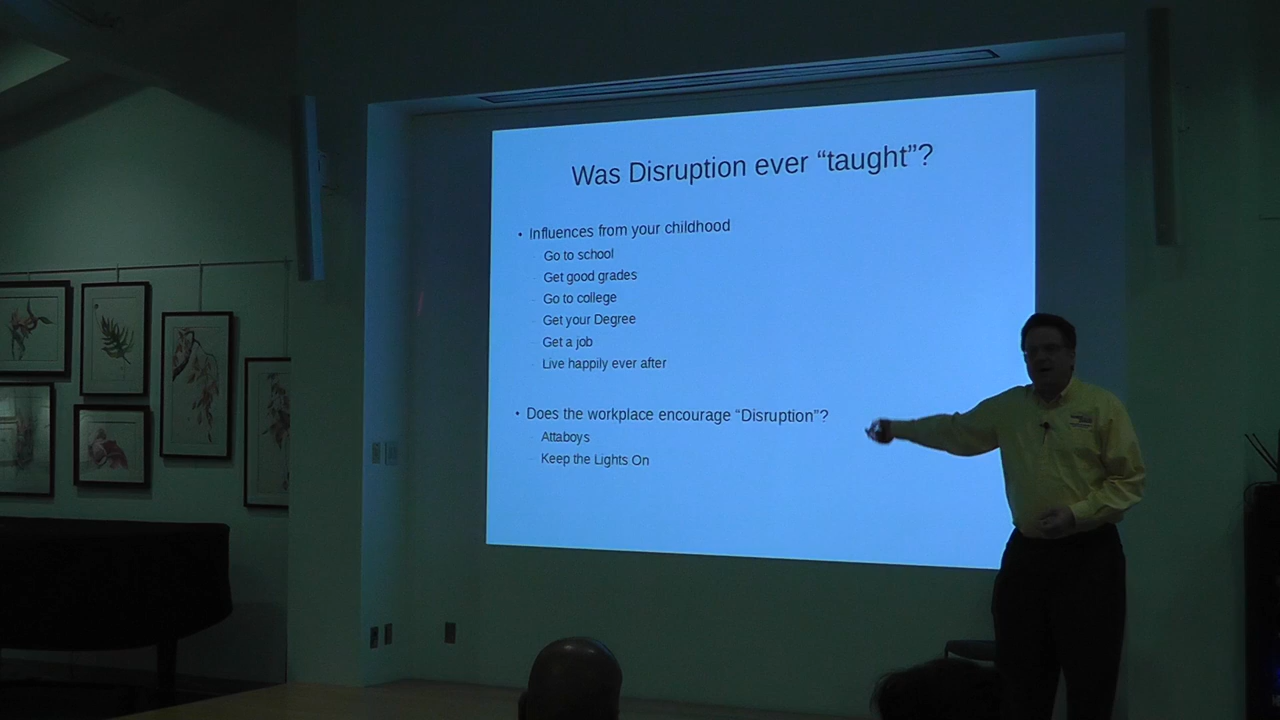 Was Disruption ever “taught”?
• Influences from your childhood
– Go to school
– Get good grades
– Go to college
– Get your Degree
– Get a job
– Live happily ever after
• Does the workplace encourage “Disruption”?
– Attaboys
– Keep the Lights On